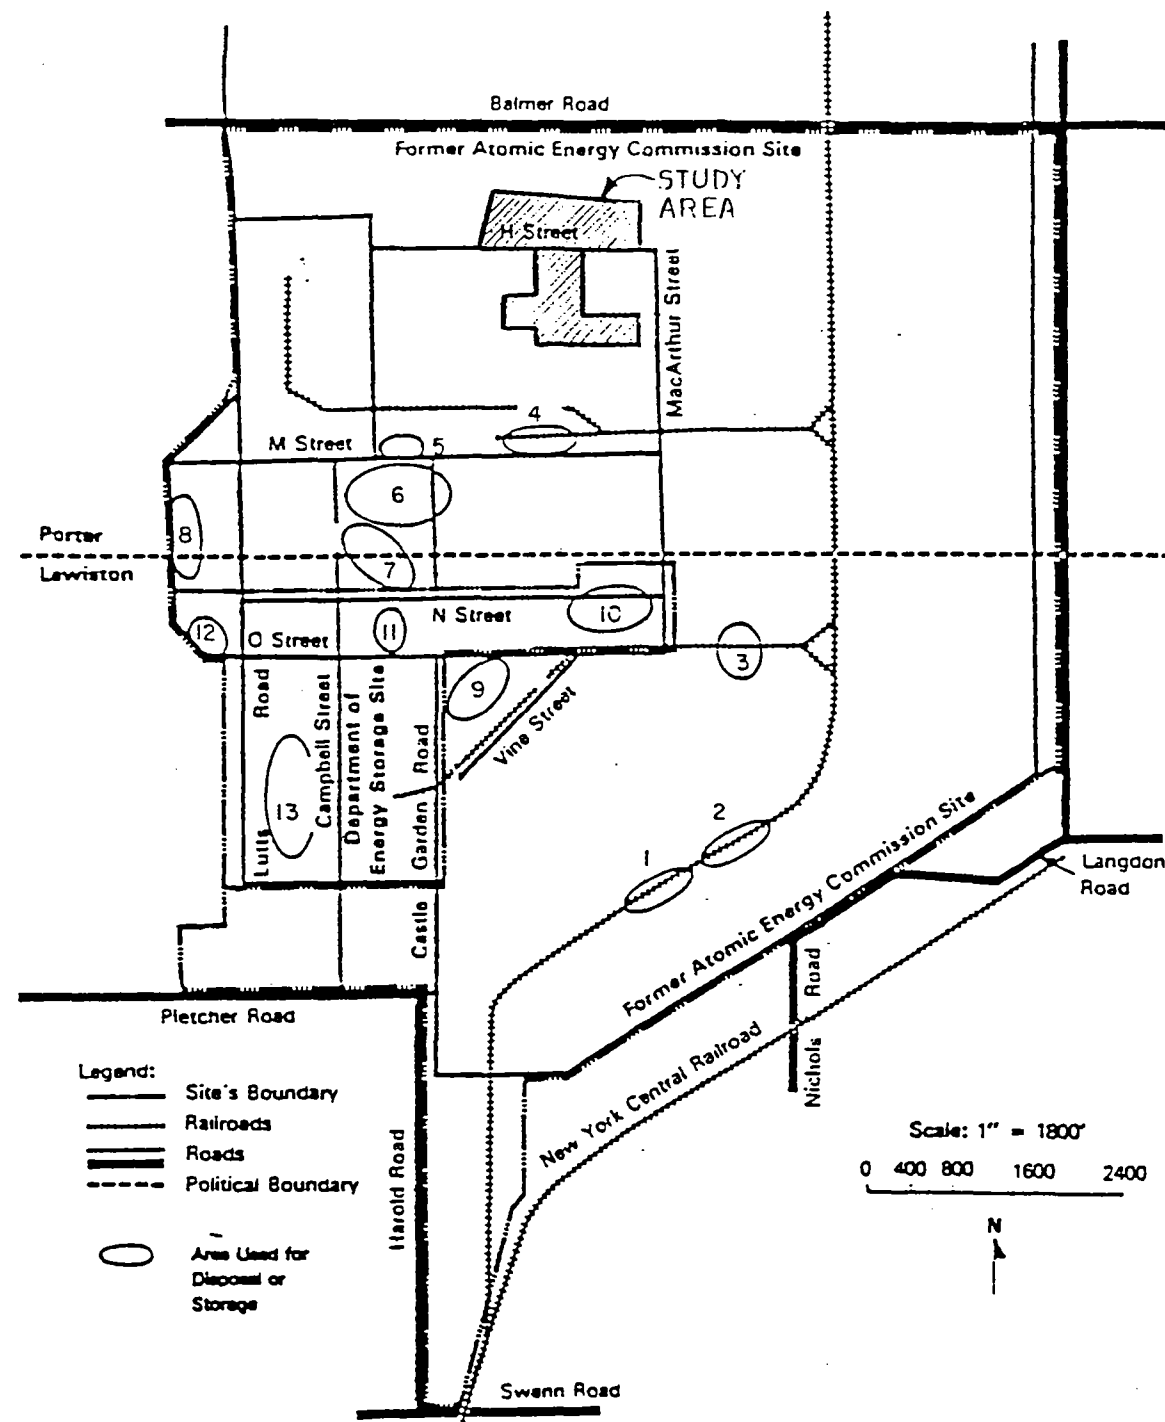 Balmer Road
Former Atomic Energy Commission Site
STUDY
AREA
H Street
MacArthur Street
4
M Street
5
6
8
Porter
Lewiston
7
N Street
10
12
O Street
11
3
9
Vine Street
Lutts Road
Campbell Street
Department of
Energy Storage Site
Castle Garden Road
13
2
1
Former Atomic Energy Commission Site
Langdon
Road
Nichols Road
New York Central Railroad
Pletcher Road
Harold Road
Legend:
Site's Boundary
Railroads
Roads
Political Boundary
Area Used for
Disposal or
Storage
Scale: 1" = 1800'
0 400 800 1600 2400
N
Swann Road